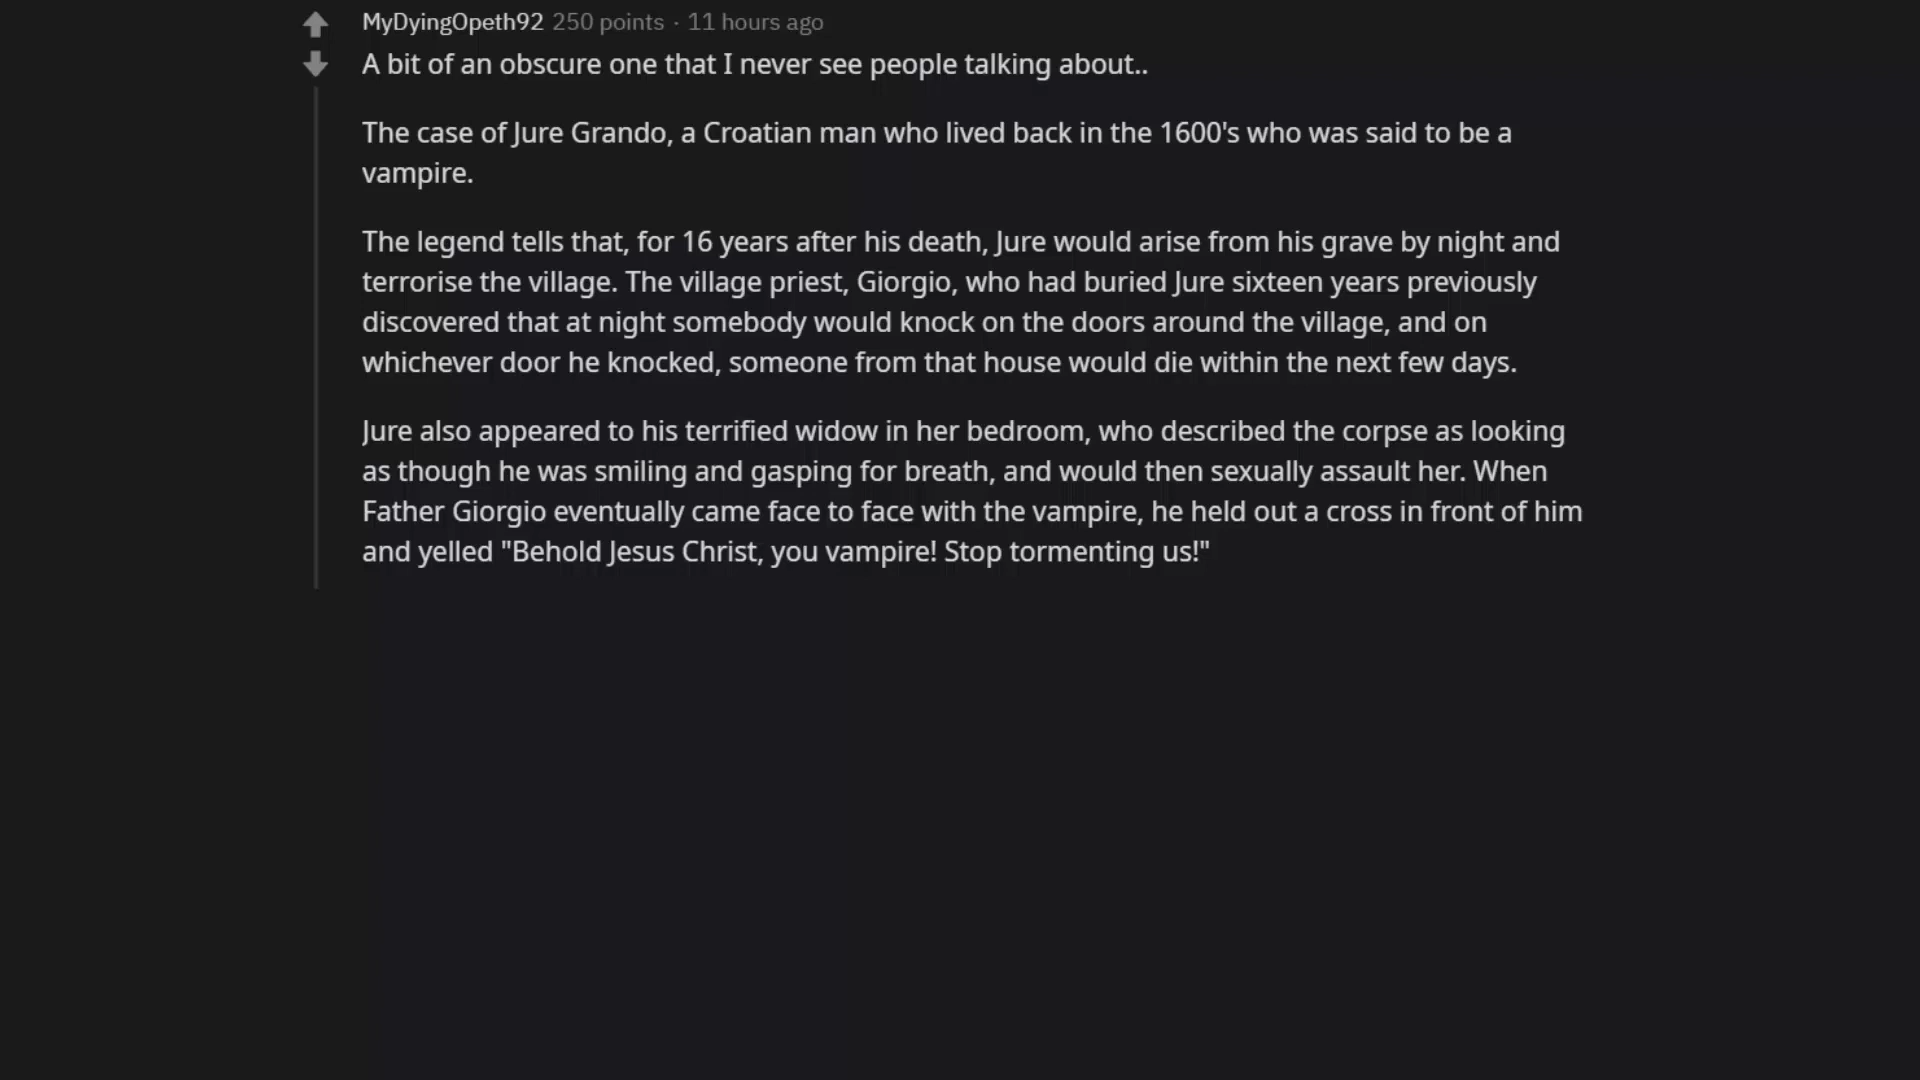 MyDyingOpeth92 250 points · 11 hours ago
A bit of an obscure one that I never see people talking about..
The case of Jure Grando, a Croatian man who lived back in the 1600's who was said to be a
vampire.
The legend tells that, for 16 years after his death, Jure would arise from his grave by night and
terrorise the village. The village priest, Giorgio, who had buried Jure sixteen years previously
discovered that at night somebody would knock on the doors around the village, and on
whichever door he knocked, someone from that house would die within the next few days.
Jure also appeared to his terrified widow in her bedroom, who described the corpse as looking
as though he was smiling and gasping for breath, and would then sexually assault her. When
Father Giorgio eventually came face to face with the vampire, he held out a cross in front of him
and yelled "Behold Jesus Christ, you vampire! Stop tormenting us!"